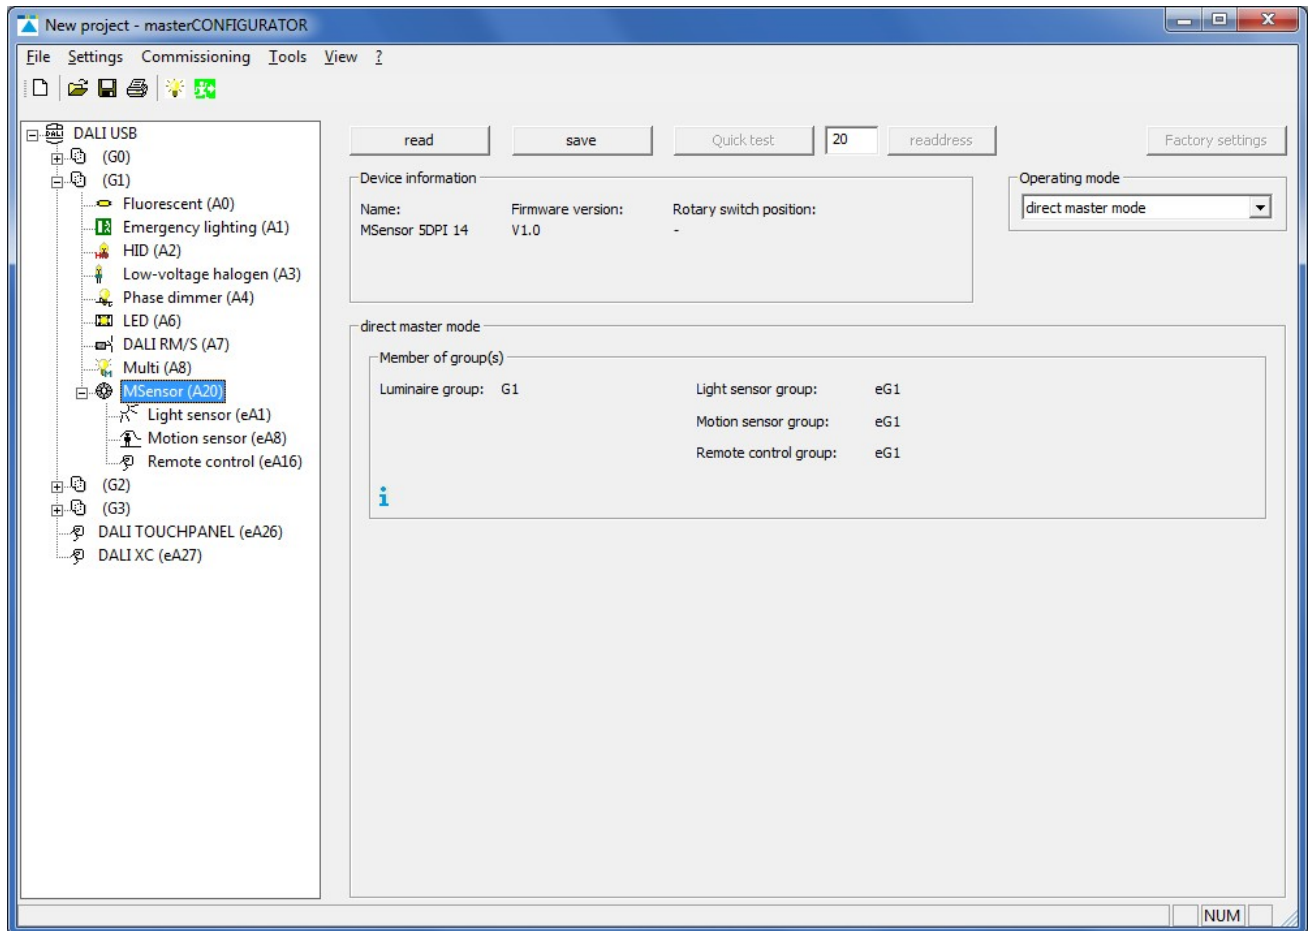 New project - masterCONFIGURATOR
File Settings Commissioning Tools View ?
DALI USB
(G0)
(G1)
Fluorescent (A0)
Emergency lighting (A1)
HID (A2)
Low-voltage halogen (A3)
Phase dimmer (A4)
LED (A6)
DALI RM/S (A7)
Multi (A8)
MSensor (A20)
Light sensor (eA1)
Motion sensor (eA8)
Remote control (eA16)
(G2)
(G3)
DALI TOUCHPANEL (eA26)
DALI XC (eA27)
read save Quick test 20 readdress Factory settings
Device information
Name: Firmware version: Rotary switch position:
MSensor 5DPI 14 V1.0 -
Operating mode
direct master mode
direct master mode
Member of group(s)
Luminaire group: G1 Light sensor group: eG1
Motion sensor group: eG1
Remote control group: eG1
NUM